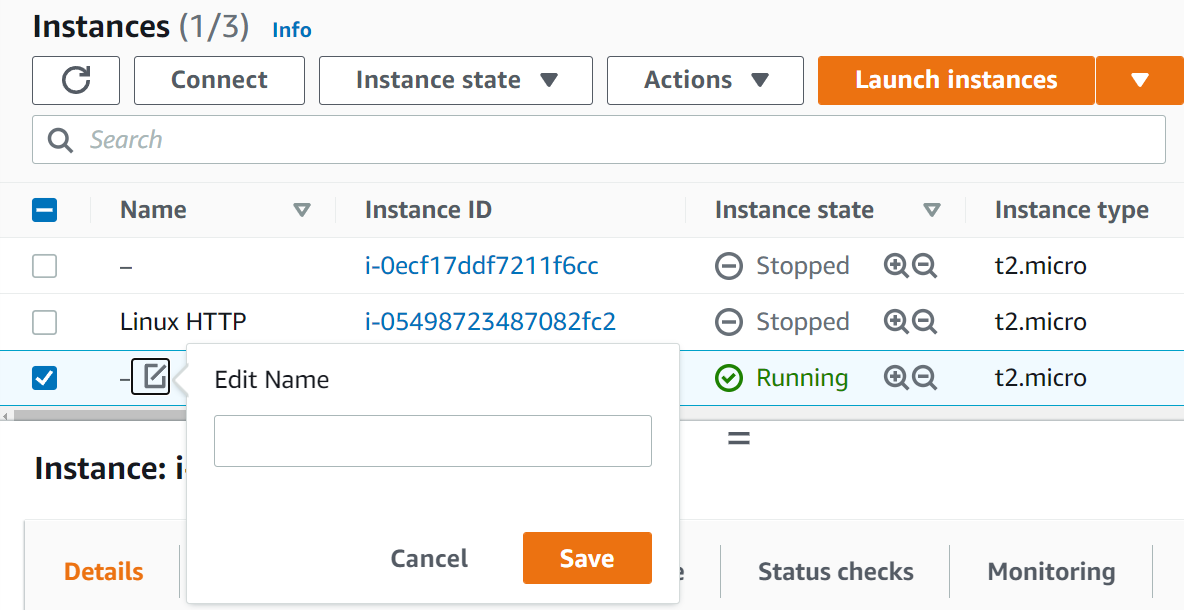 Instances (1/3) Info
Connect Instance state Actions Launch instances
Search
Name Instance ID Instance state Instance type
– i-0ecf17ddf7211f6cc Stopped t2.micro
Linux HTTP i-05498723487082fc2 Stopped t2.micro
– Running t2.micro
Edit Name
Instance: i-
Cancel Save
Details Status checks Monitoring